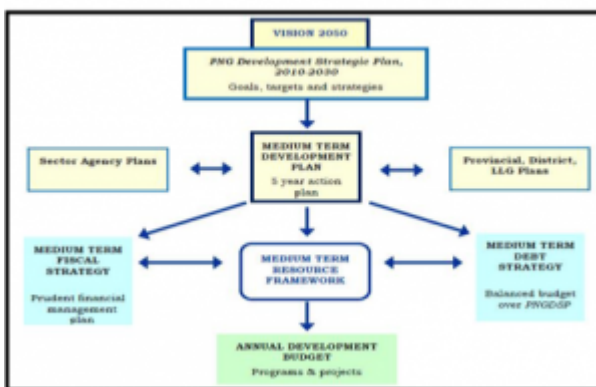 VISION 2050
PNG Development Strategic Plan,
2010-2030
Goals, targets and strategies
MEDIUM TERM
DEVELOPMENT
PLAN
5 year action
plan
Sector Agency Plans
Provincial, District,
LLG Plans
MEDIUM TERM
FISCAL
STRATEGY
Prudent financial
management
plan
MEDIUM TERM
RESOURCE
FRAMEWORK
MEDIUM TERM
DEBT
STRATEGY
Balanced budget
over PNGDSP
ANNUAL DEVELOPMENT
BUDGET
Programs & projects